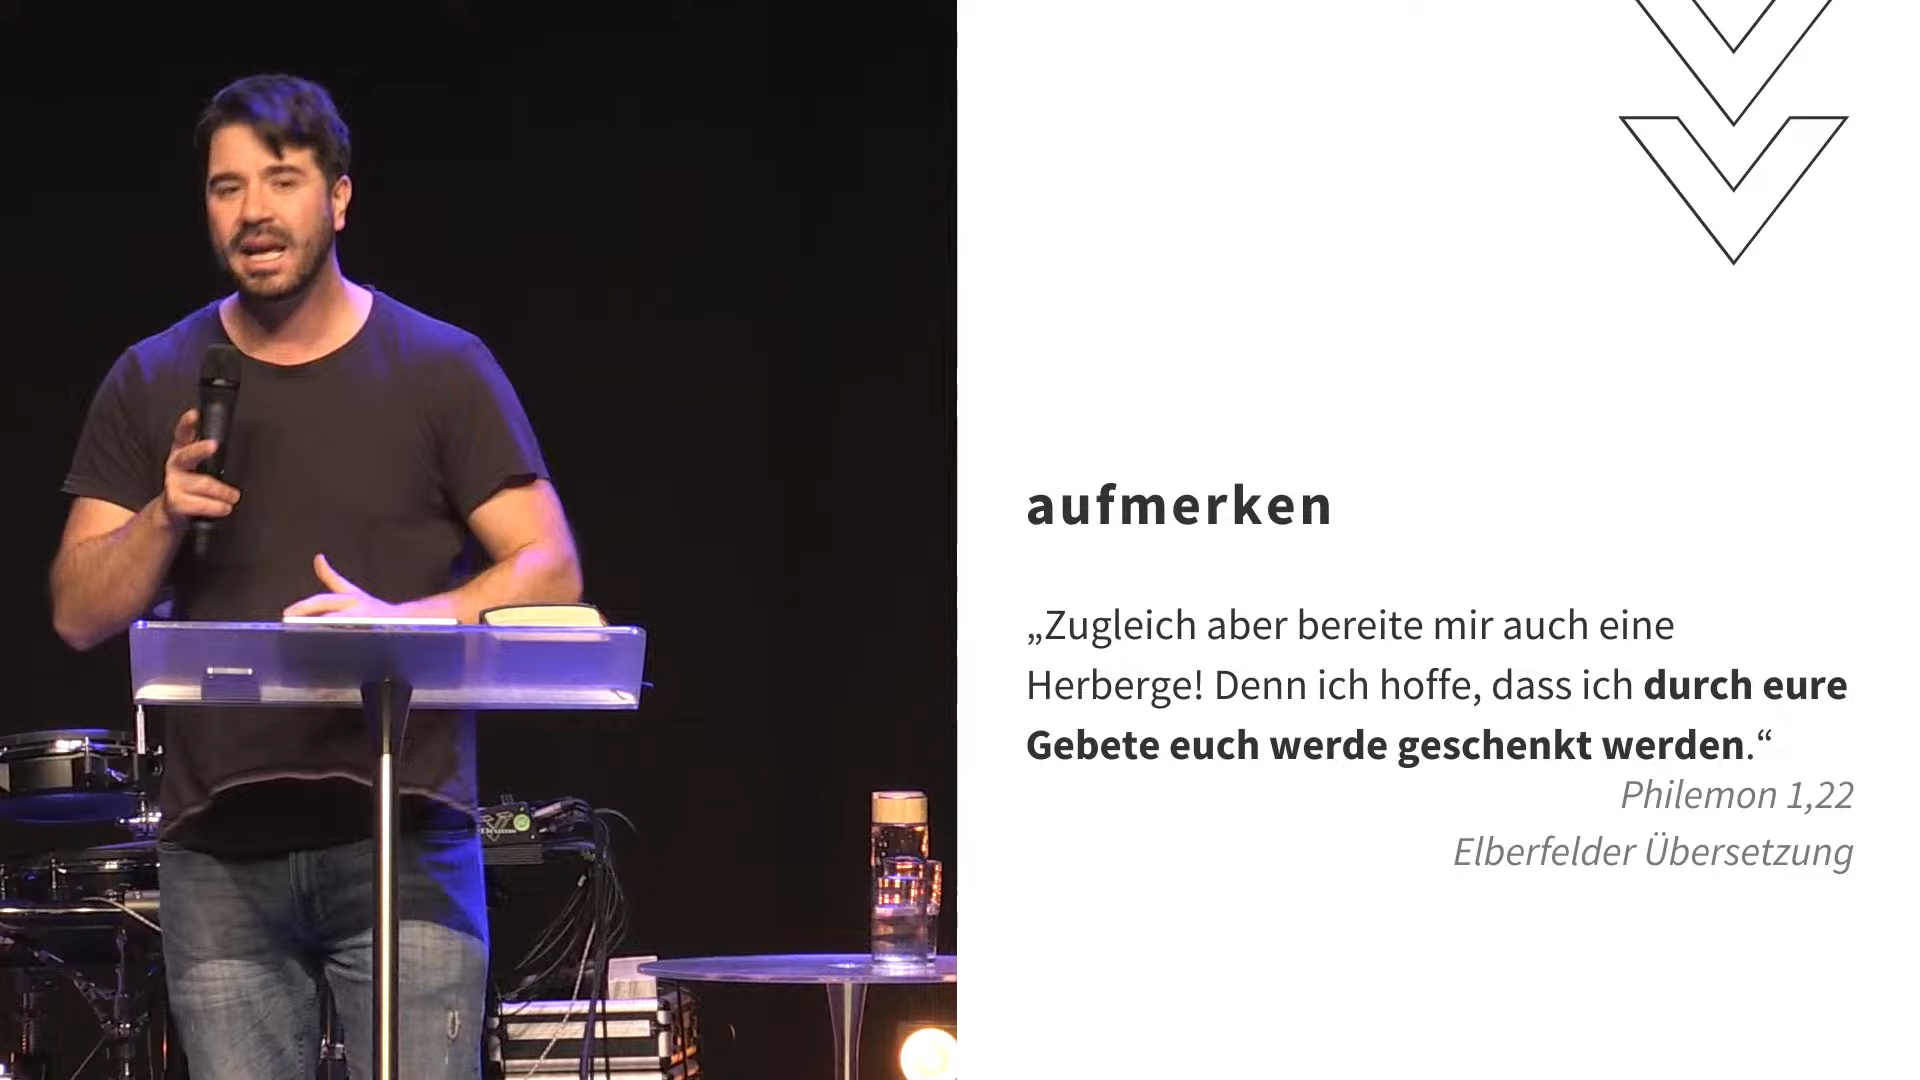 aufmerken
„Zugleich aber bereite mir auch eine
Herberge! Denn ich hoffe, dass ich durch eure
Gebete euch werde geschenkt werden.“
Philemon 1,22
Elberfelder Übersetzung